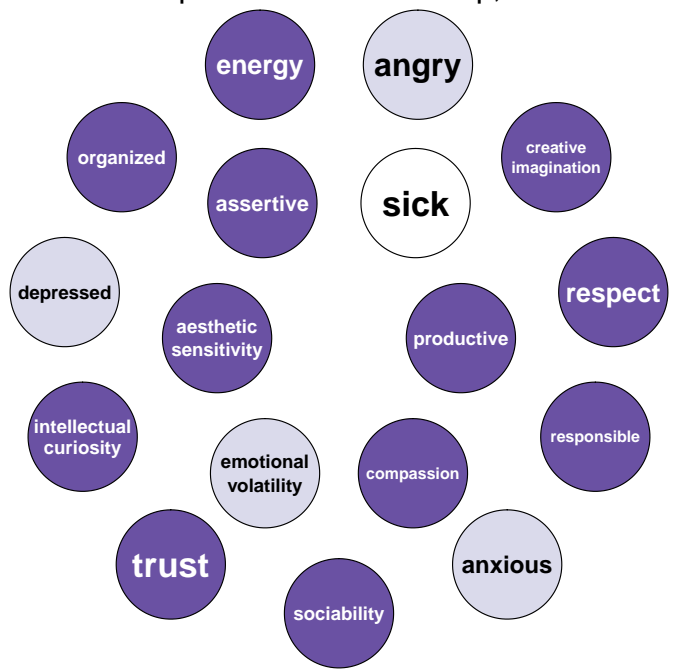 energy
angry
organized
creative
imagination
assertive
sick
depressed
respect
aesthetic
sensitivity
productive
intellectual
curiosity
responsible
emotional
volatility
compassion
trust
anxious
sociability